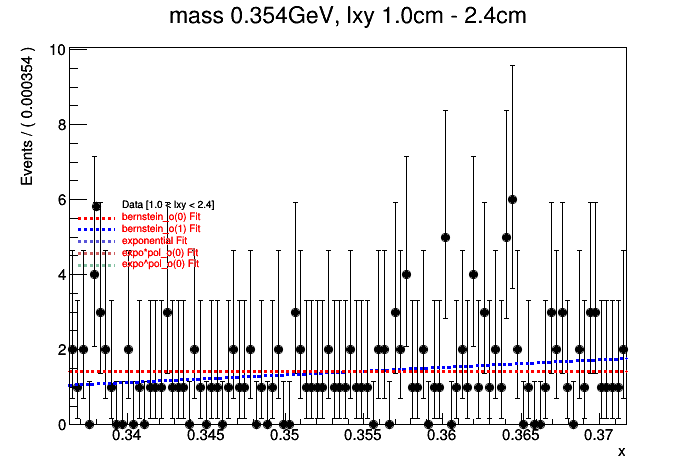 mass 0.354GeV, lxy 1.0cm - 2.4cm
Events / ( 0.000354 )
10
8
6
4
2
0
Data [1.0 < lxy < 2.4]
bernstein_o(0) Fit
bernstein_o(1) Fit
exponential Fit
expo*pol_o(0) Fit
expo^pol_o(0) Fit
0.34 0.345 0.35 0.355 0.36 0.365 0.37
x